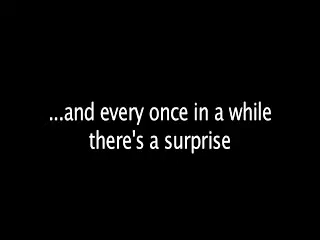 ...and every once in a while
there's a surprise